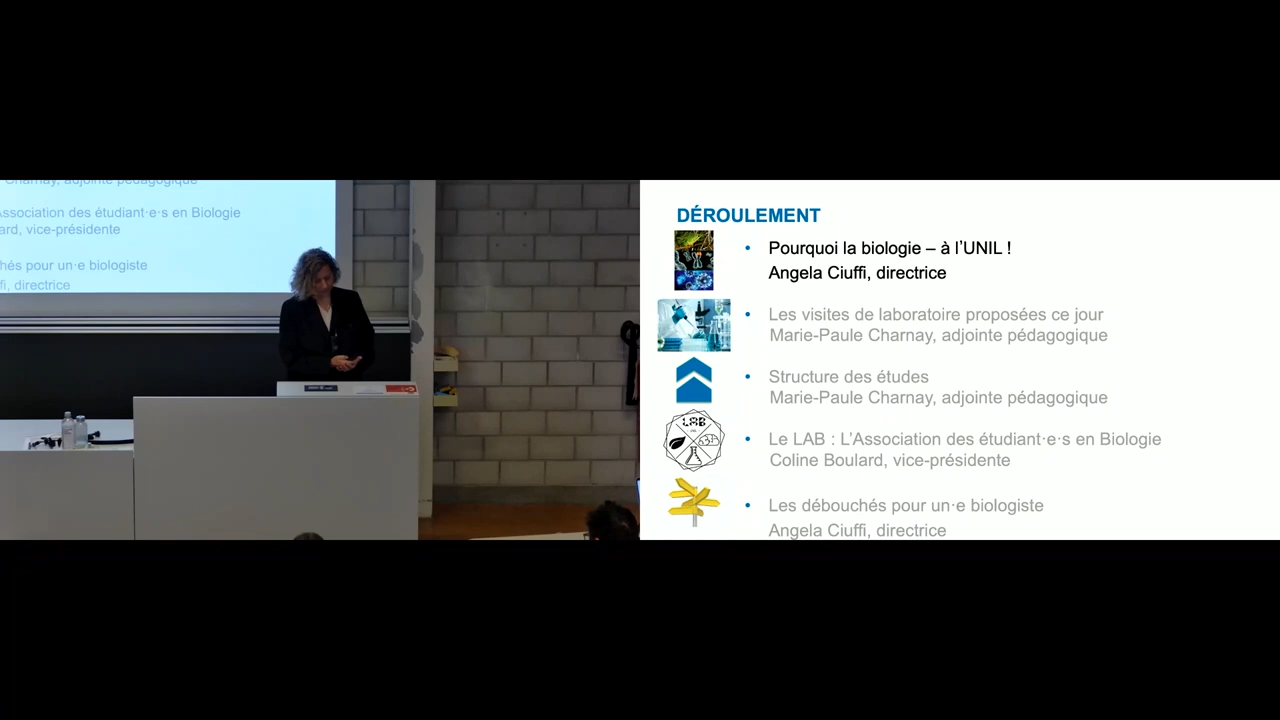 Charnay, adjointe pédagogique
Association des étudiant·e·s en Biologie
ard, vice-présidente
hés pour un·e biologiste
fi, directrice
DÉROULEMENT
• Pourquoi la biologie – à l'UNIL !
Angela Ciuffi, directrice
• Les visites de laboratoire proposées ce jour
Marie-Paule Charnay, adjointe pédagogique
• Structure des études
Marie-Paule Charnay, adjointe pédagogique
LAB
• Le LAB : L'Association des étudiant·e·s en Biologie
Coline Boulard, vice-présidente
• Les débouchés pour un·e biologiste
Angela Ciuffi, directrice